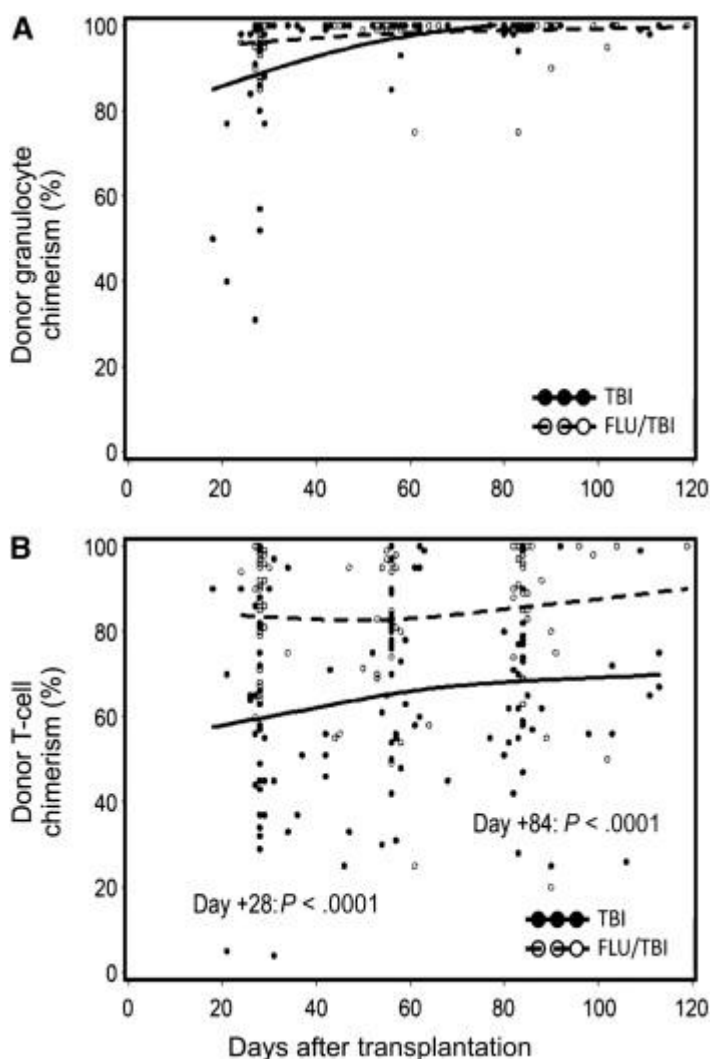 A
Donor granulocyte
chimerism (%)
100
80
60
40
20
0
TBI
FLU/TBI
0 20 40 60 80 100 120
B
Donor T-cell
chimerism (%)
100
80
60
40
20
0
Day +84: P < .0001
Day +28: P < .0001
TBI
FLU/TBI
0 20 40 60 80 100 120
Days after transplantation